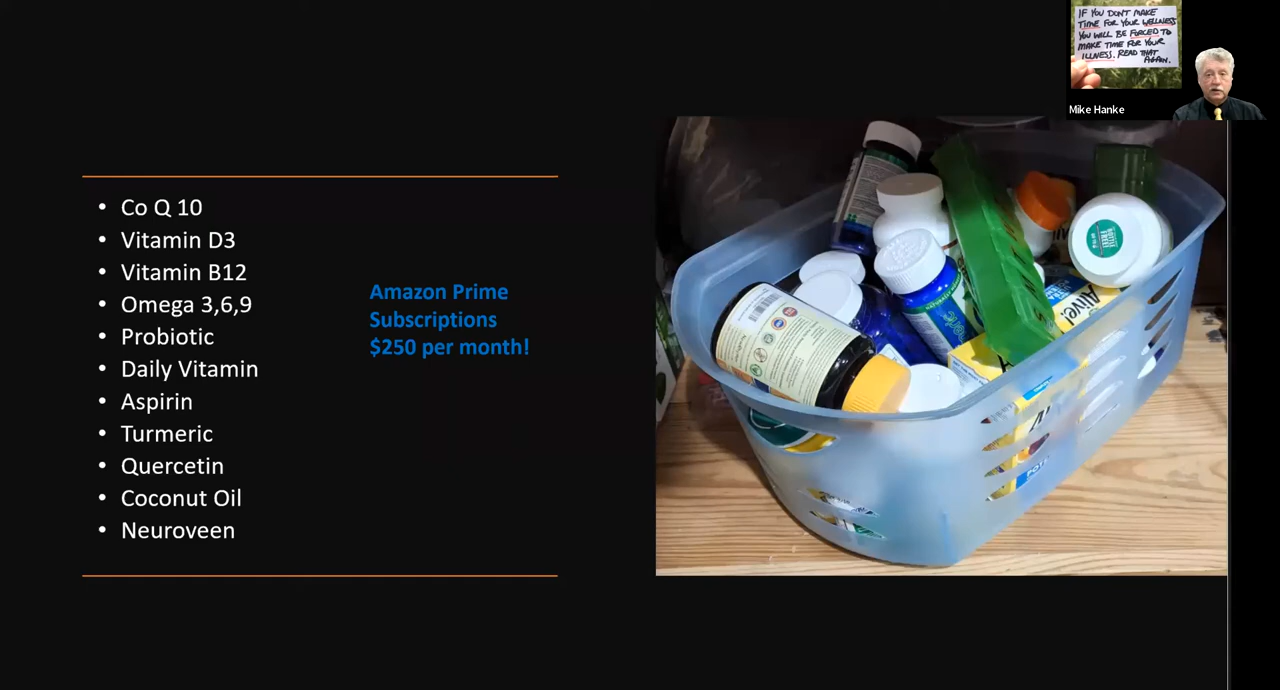 IF YOU DON'T MAKE
TIME FOR YOUR WELLNESS
YOU WILL BE FORCED TO
MAKE TIME FOR YOUR
ILLNESS. READ THAT
AGAIN.
Mike Hanke
• Co Q 10
• Vitamin D3
• Vitamin B12
• Omega 3,6,9
• Probiotic
• Daily Vitamin
• Aspirin
• Turmeric
• Quercetin
• Coconut Oil
• Neuroveen
Amazon Prime
Subscriptions
$250 per month!
Alive!